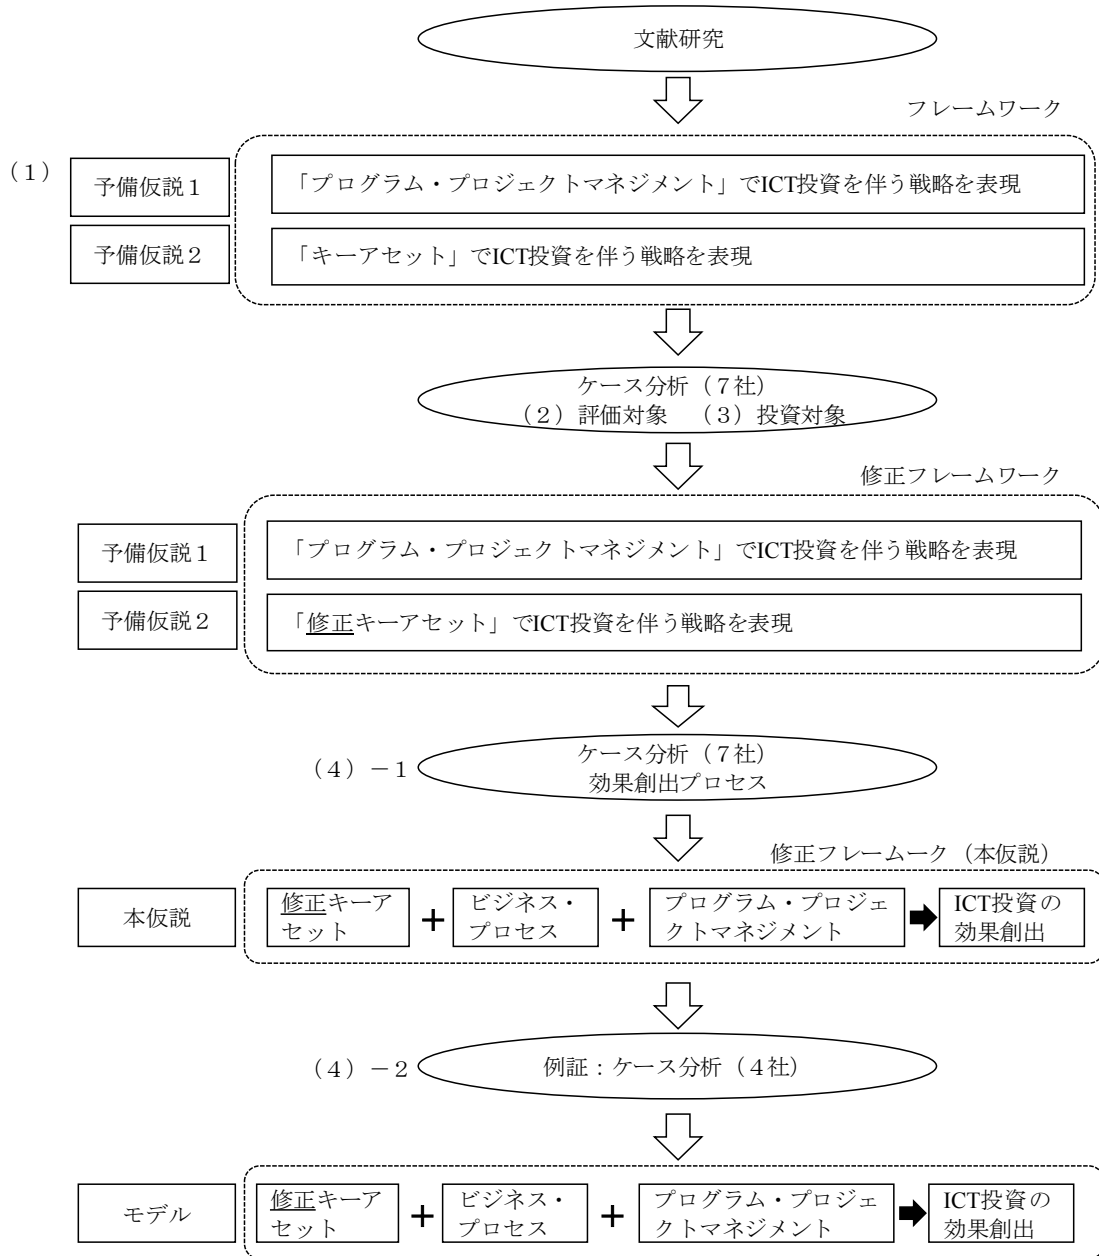 文献研究
フレームワーク
（１）
予備仮説１
「プログラム・プロジェクトマネジメント」でICT投資を伴う戦略を表現
予備仮説２
「キーアセット」でICT投資を伴う戦略を表現
ケース分析（７社）
（２）評価対象　（３）投資対象
修正フレームワーク
予備仮説１
「プログラム・プロジェクトマネジメント」でICT投資を伴う戦略を表現
予備仮説２
「修正キーアセット」でICT投資を伴う戦略を表現
（４）－１
ケース分析（７社）
効果創出プロセス
修正フレームーク（本仮説）
本仮説
修正キーア
セット
＋
ビジネス・
プロセス
＋
プログラム・プロジェ
クトマネジメント
ICT投資の
効果創出
（４）－２
例証：ケース分析（４社）
モデル
修正キーア
セット
＋
ビジネス・
プロセス
＋
プログラム・プロジェ
クトマネジメント
ICT投資の
効果創出